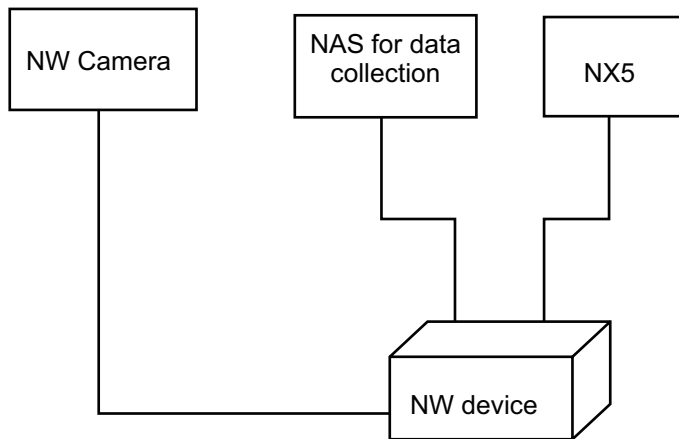 NW Camera
NAS for data
collection
NX5
NW device